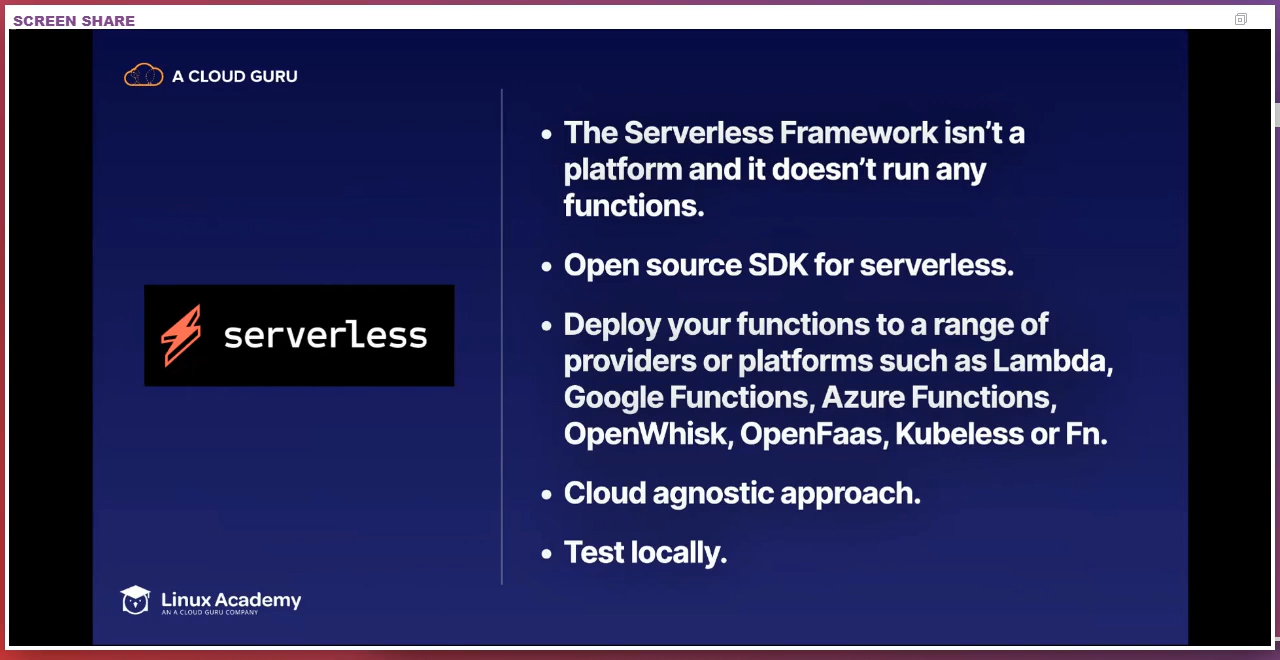 SCREEN SHARE
A CLOUD GURU
• The Serverless Framework isn’t a
platform and it doesn’t run any
functions.
• Open source SDK for serverless.
• Deploy your functions to a range of
providers or platforms such as Lambda,
Google Functions, Azure Functions,
OpenWhisk, OpenFaas, Kubeless or Fn.
• Cloud agnostic approach.
• Test locally.
serverless
Linux Academy
AN A CLOUD GURU COMPANY